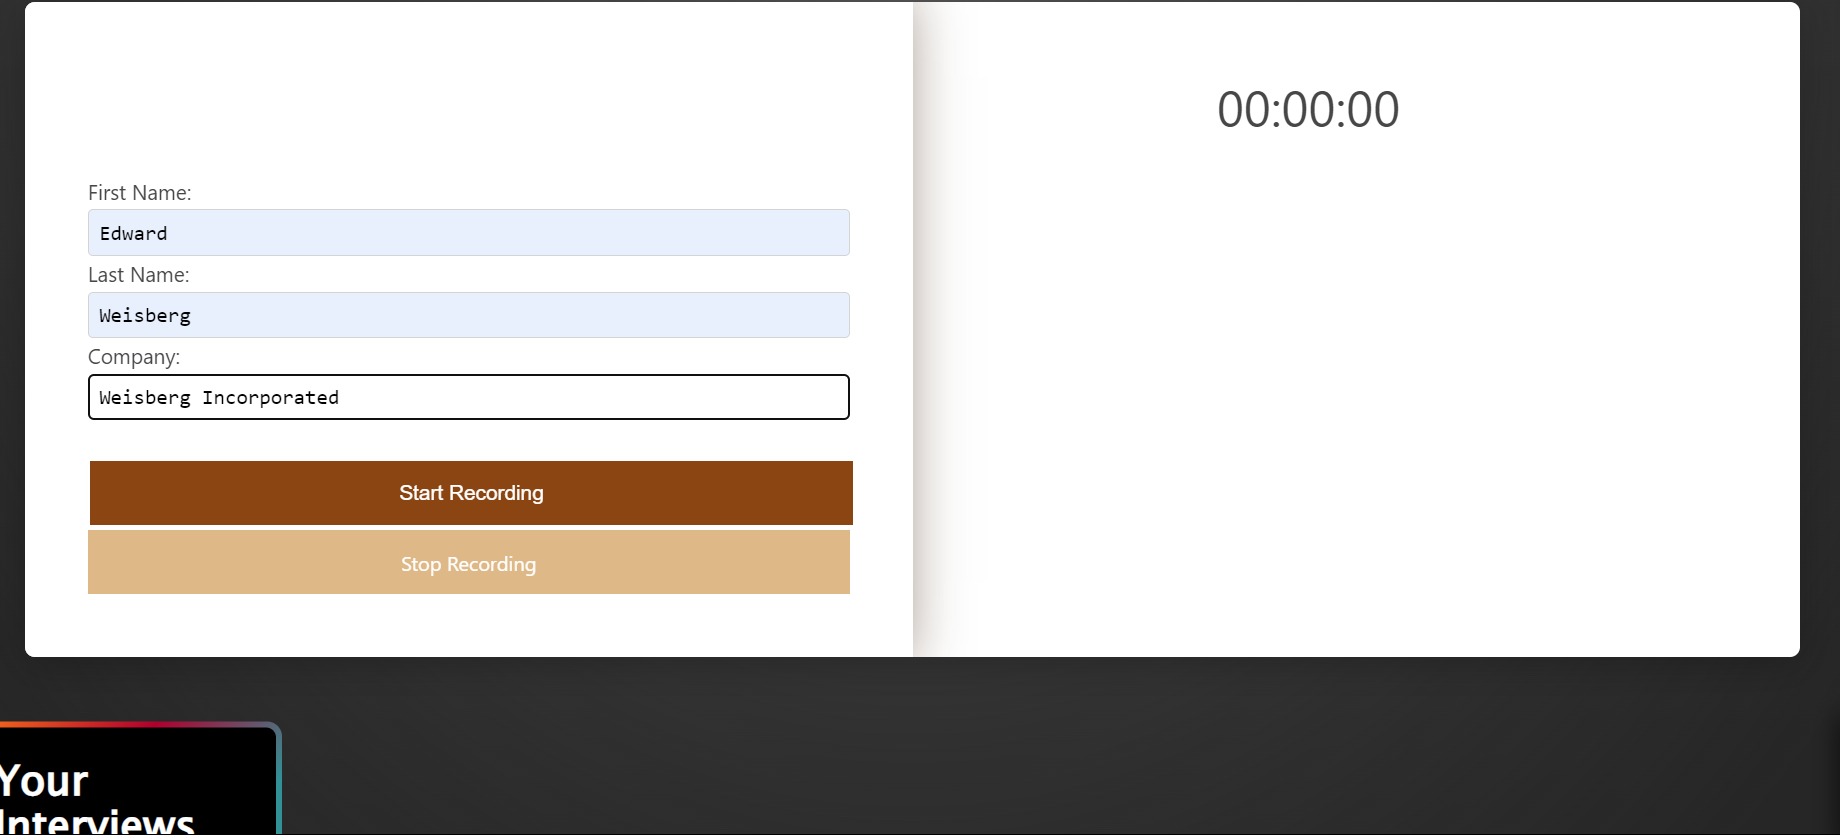 00:00:00
First Name:
Edward
Last Name:
Weisberg
Company:
Weisberg Incorporated
Start Recording
Stop Recording
Your
Interviews